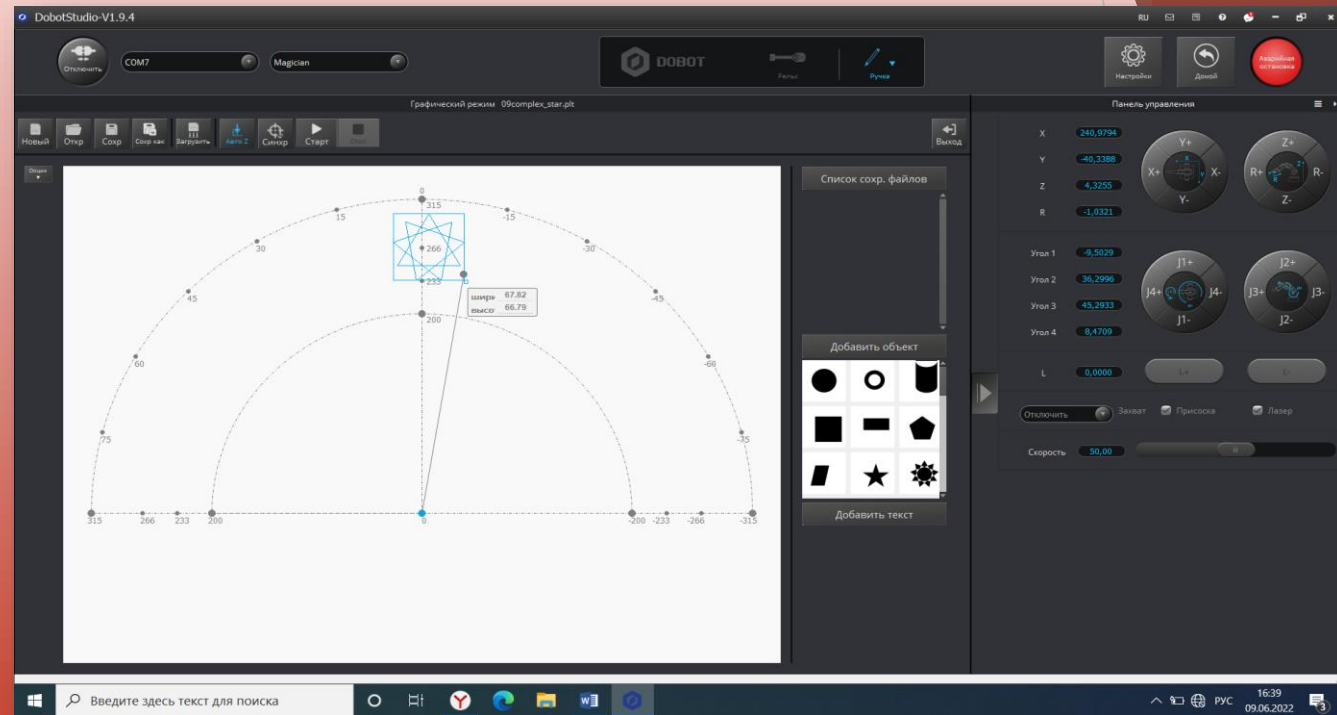 DobotStudio-V1.9.4
RU
Отключить
COM7
Magician
DOBOT
Рельс
Ручка
Настройки
Домой
Аварийная
остановка
Графический режим 09complex_star.plt
Панель управления
Новый
Откр
Сохр
Сохр как
Загрузить
Авто Z
Синхр
Старт
Выход
Опции
Список сохр. файлов
Добавить объект
Добавить текст
0
315
15
-15
30
-30
266
233
45
-45
шири 67.82
высо 66.79
200
60
-60
75
-75
315 266 233 200 0 -200 -233 -266 -315
X 240,9794
Y -40,3388
Z 4,3255
R -1,0321
Y+
X+ X-
Y-
Z+
R+ R-
Z-
Угол 1 -9,5029
Угол 2 36,2996
Угол 3 45,2933
Угол 4 8,4709
J1+
J4+ J4-
J1-
J2+
J3+ J3-
J2-
L 0,0000 L+ L-
Отключить Захват Присоска Лазер
Скорость 50,00
Введите здесь текст для поиска
РУС
16:39
09.06.2022
3